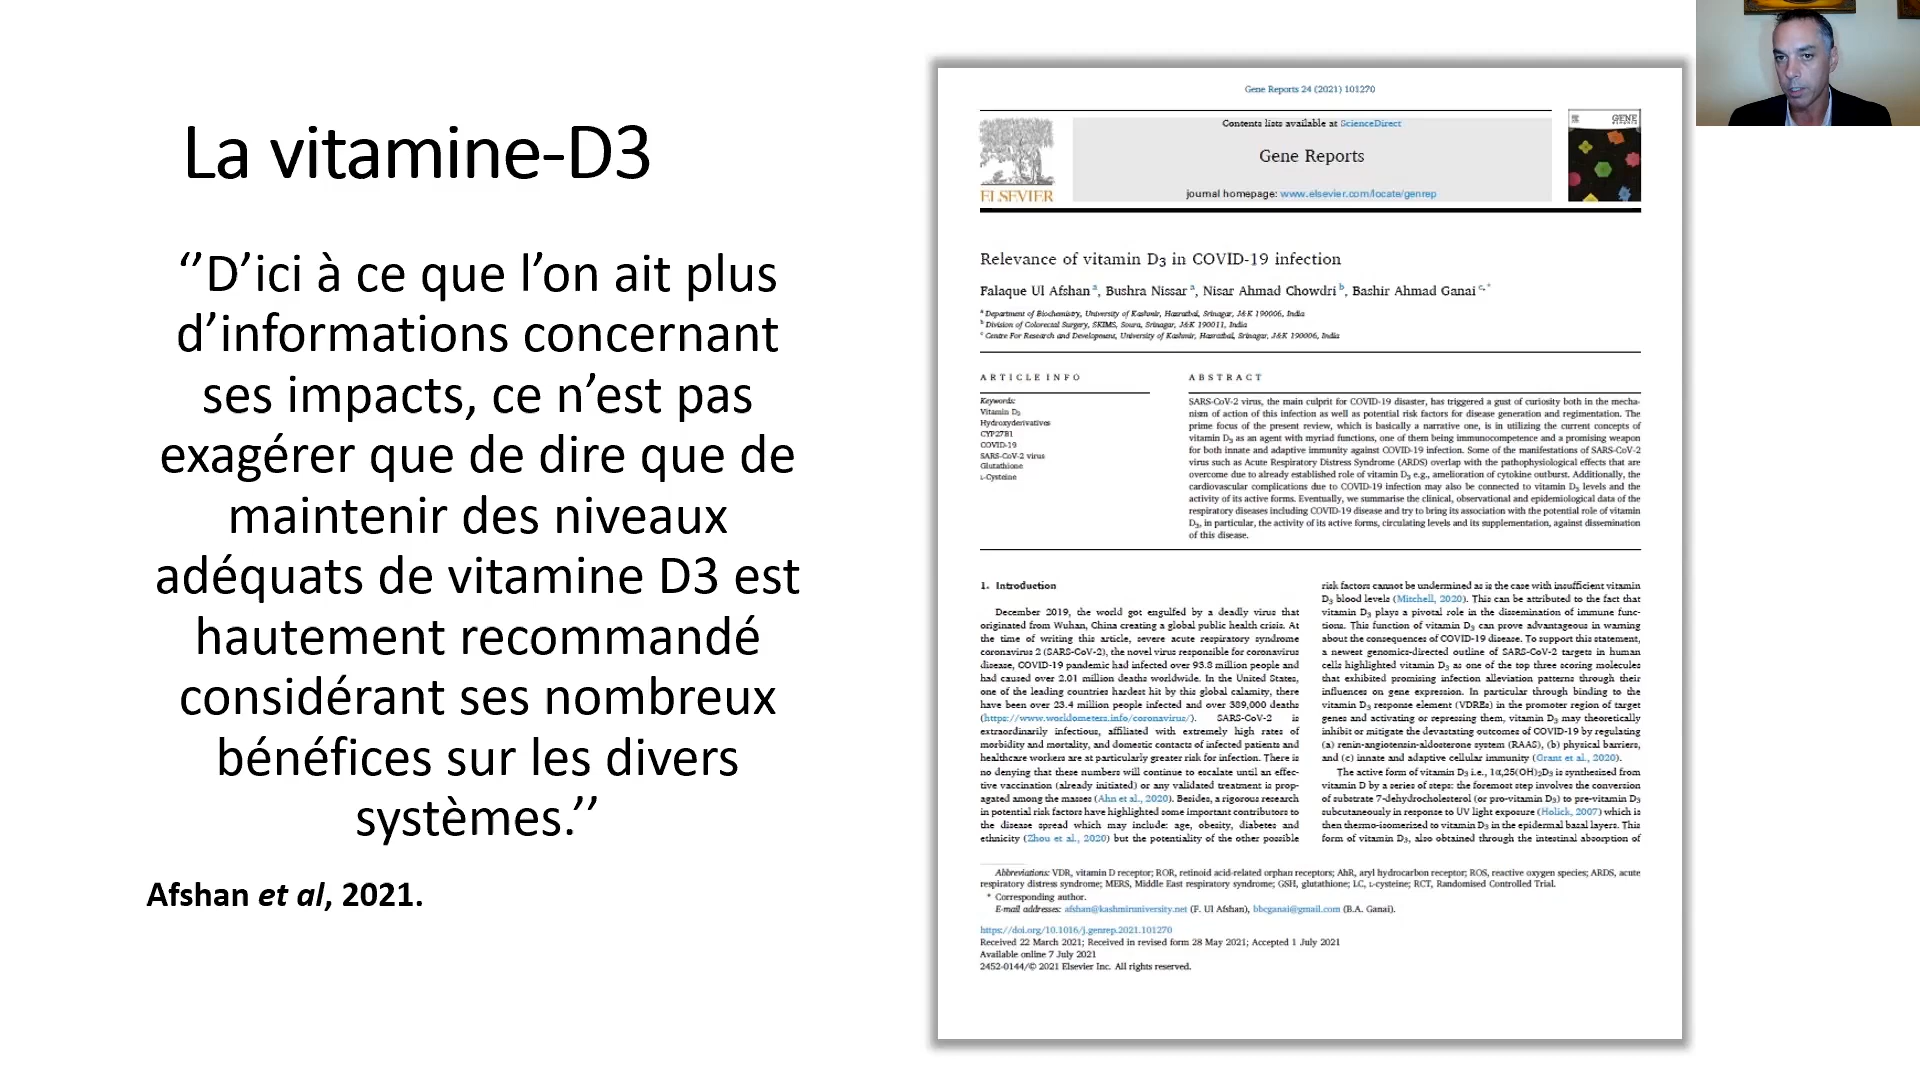 La vitamine-D3
‘’D’ici à ce que l’on ait plus
d’informations concernant
ses impacts, ce n’est pas
exagérer que de dire que de
maintenir des niveaux
adéquats de vitamine D3 est
hautement recommandé
considérant ses nombreux
bénéfices sur les divers
systèmes.’’
Afshan et al, 2021.
Gene Reports 24 (2021) 101270
Contents lists available at ScienceDirect
Gene Reports
journal homepage: www.elsevier.com/locate/genrep
ELSEVIER
GENE
Relevance of vitamin D3 in COVID-19 infection
Falaque Ul Afshan a, Bushra Nissar a, Nisar Ahmad Chowdri b, Bashir Ahmad Ganai c,*
a Department of Biochemistry, University of Kashmir, Hazratbal, Srinagar, J&K 190006, India
b Division of Colorectal Surgery, SKIMS, Soura, Srinagar, J&K 190011, India
c Centre For Research and Development, University of Kashmir, Hazratbal, Srinagar, J&K 190006, India
ARTICLE INFO
Keywords:
Vitamin D3
Hydroxyderivatives
CYP27B1
COVID-19
SARS-CoV-2 virus
Glutathione
L-Cysteine
ABSTRACT
SARS-CoV-2 virus, the main culprit for COVID-19 disaster, has triggered a gust of curiosity both in the mecha-
nism of action of this infection as well as potential risk factors for disease generation and regimentation. The
prime focus of the present review, which is basically a narrative one, is in utilizing the current concepts of
vitamin D3 as an agent with myriad functions, one of them being immunocompetence and a promising weapon
for both innate and adaptive immunity against COVID-19 infection. Some of the manifestations of SARS-CoV-2
virus such as Acute Respiratory Distress Syndrome (ARDS) overlap with the pathophysiological effects that are
overcome due to already established role of vitamin D3 e.g., amelioration of cytokine outburst. Additionally, the
cardiovascular complications due to COVID-19 infection may also be connected to vitamin D3 levels and the
activity of its active forms. Eventually, we summarise the clinical, observational and epidemiological data of the
respiratory diseases including COVID-19 disease and try to bring its association with the potential role of vitamin
D3, in particular, the activity of its active forms, circulating levels and its supplementation, against dissemination
of this disease.
1. Introduction
December 2019, the world got engulfed by a deadly virus that
originated from Wuhan, China creating a global public health crisis. At
the time of writing this article, severe acute respiratory syndrome
coronavirus 2 (SARS-CoV-2), the novel virus responsible for coronavirus
disease, COVID-19 pandemic had infected over 93.8 million people and
had caused over 2.01 million deaths worldwide. In the United States,
one of the leading countries hardest hit by this global calamity, there
have been over 23.4 million people infected and over 389,000 deaths
(https://www.worldometers.info/coronavirus/). SARS-CoV-2 is
extraordinarily infectious, affiliated with extremely high rates of
morbidity and mortality, and domestic contacts of infected patients and
healthcare workers are at particularly greater risk for infection. There is
no denying that these numbers will continue to escalate until an effec-
tive vaccination (already initiated) or any validated treatment is prop-
agated among the masses (Ahn et al., 2020). Besides, a rigorous research
in potential risk factors have highlighted some important contributors to
the disease spread which may include: age, obesity, diabetes and
ethnicity (Zhou et al., 2020) but the potentiality of the other possible
risk factors cannot be undermined as is the case with insufficient vitamin
D3 blood levels (Mitchell, 2020). This can be attributed to the fact that
vitamin D3 plays a pivotal role in the dissemination of immune func-
tions. This function of vitamin D3 can prove advantageous in warning
about the consequences of COVID-19 disease. To support this statement,
a newest genomics-directed outline of SARS-CoV-2 targets in human
cells highlighted vitamin D3 as one of the top three scoring molecules
that exhibited promising infection alleviation patterns through their
influences on gene expression. In particular through binding to the
vitamin D3 response element (VDREs) in the promoter region of target
genes and activating or repressing them, vitamin D3 may theoretically
inhibit or mitigate the devastating outcomes of COVID-19 by regulating
(a) renin-angiotensin-aldosterone system (RAAS), (b) physical barriers,
and (c) innate and adaptive cellular immunity (Grant et al., 2020).
The active form of vitamin D3 i.e., 1α,25(OH)2D3 is synthesized from
vitamin D by a series of steps: the foremost step involves the conversion
of substrate 7-dehydrocholesterol (or pro-vitamin D3) to pre-vitamin D3
subcutaneously in response to UV light exposure (Holick, 2007) which is
then thermo-isomerized to vitamin D3 in the epidermal basal layers. This
form of vitamin D3, also obtained through the intestinal absorption of
Abbreviations: VDR, vitamin D receptor; ROR, retinoid acid-related orphan receptors; AhR, aryl hydrocarbon receptor; ROS, reactive oxygen species; ARDS, acute
respiratory distress syndrome; MERS, Middle East respiratory syndrome; GSH, glutathione; LC, L-cysteine; RCT, Randomised Controlled Trial.
* Corresponding author.
E-mail addresses: afshan@kashmiruniversity.net (F. Ul Afshan), bbcganai@gmail.com (B.A. Ganai).
https://doi.org/10.1016/j.genrep.2021.101270
Received 22 March 2021; Received in revised form 28 May 2021; Accepted 1 July 2021
Available online 7 July 2021
2452-0144/© 2021 Elsevier Inc. All rights reserved.